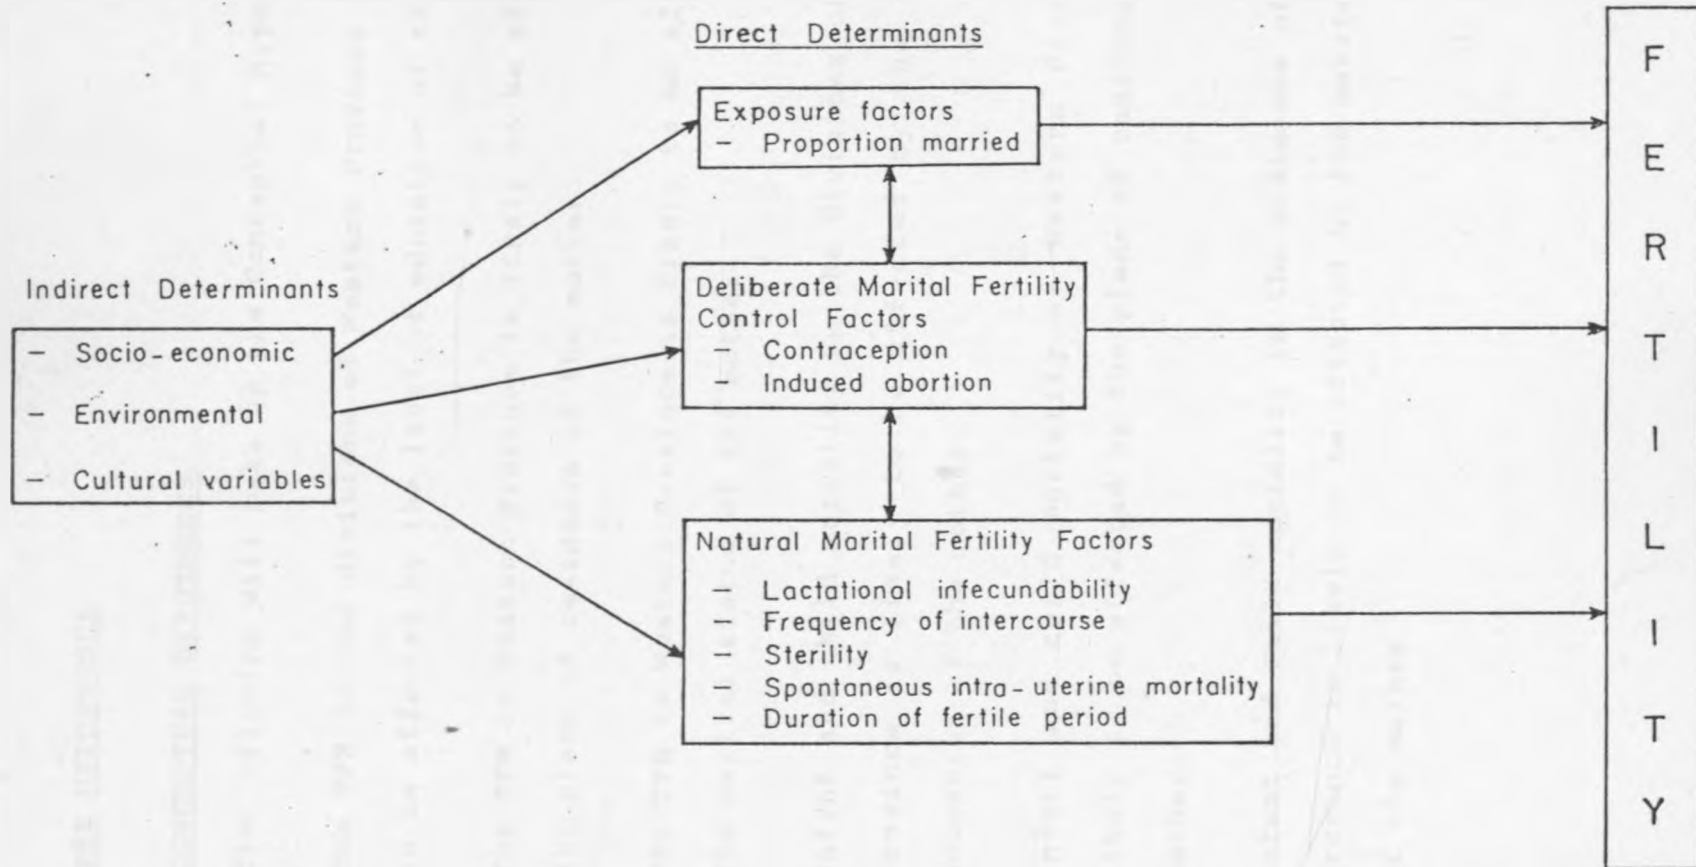 Direct Determinants
Exposure factors
- Proportion married
Indirect Determinants
- Socio-economic
- Environmental
- Cultural variables
Deliberate Marital Fertility
Control Factors
- Contraception
- Induced abortion
Natural Marital Fertility Factors
- Lactational infecundability
- Frequency of intercourse
- Sterility
- Spontaneous intra-uterine mortality
- Duration of fertile period
F
E
R
T
I
L
I
T
Y